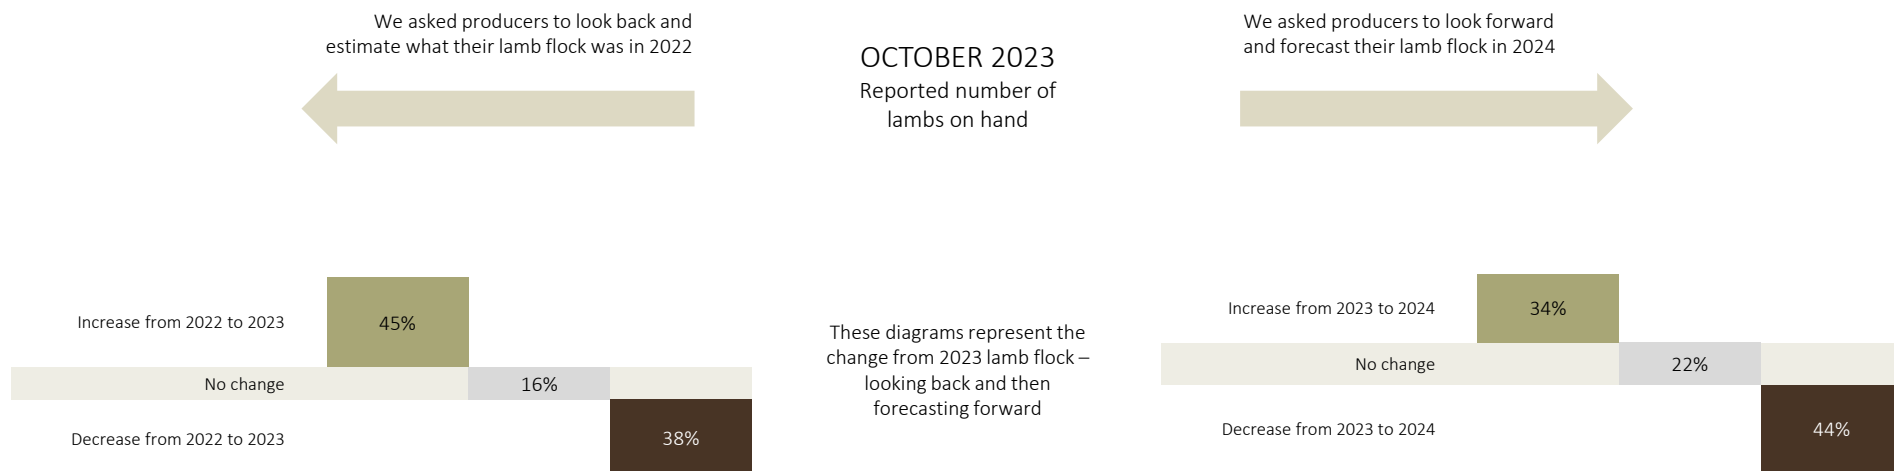 We asked producers to look back and
estimate what their lamb flock was in 2022
OCTOBER 2023
Reported number of
lambs on hand
We asked producers to look forward
and forecast their lamb flock in 2024
Increase from 2022 to 2023
45%
No change
16%
Decrease from 2022 to 2023
38%
These diagrams represent the
change from 2023 lamb flock –
looking back and then
forecasting forward
Increase from 2023 to 2024
34%
No change
22%
Decrease from 2023 to 2024
44%